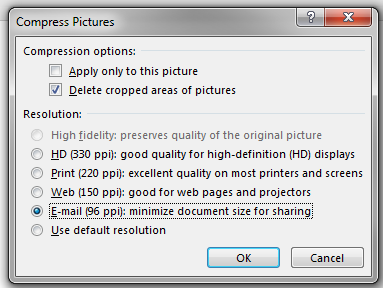 Compress Pictures
Compression options:
Apply only to this picture
Delete cropped areas of pictures
Resolution:
High fidelity: preserves quality of the original picture
HD (330 ppi): good quality for high-definition (HD) displays
Print (220 ppi): excellent quality on most printers and screens
Web (150 ppi): good for web pages and projectors
E-mail (96 ppi): minimize document size for sharing
Use default resolution
OK Cancel